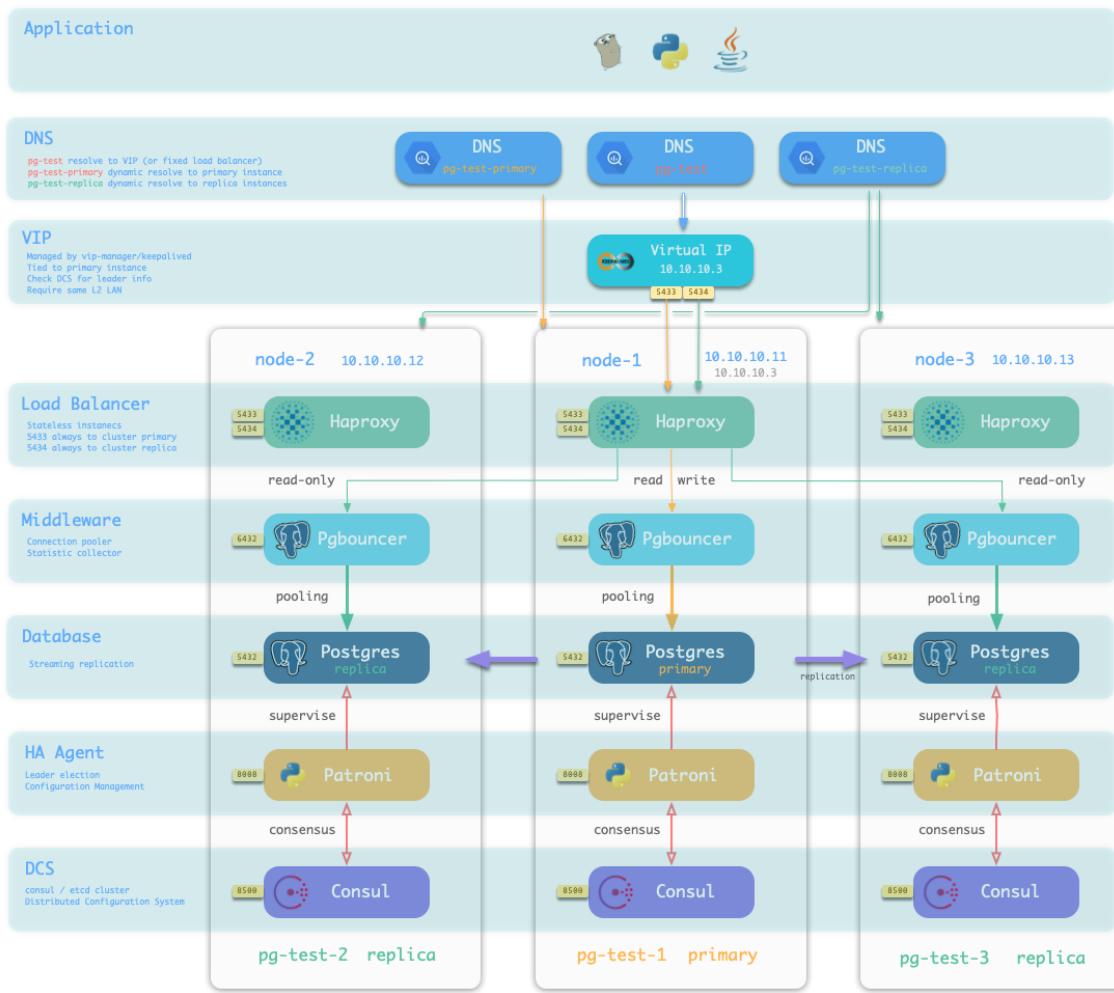 Application
DNS
pg-test resolve to VIP (or fixed load balancer)
pg-test-primary dynamic resolve to primary instance
pg-test-replica dynamic resolve to replica instances
DNS
pg-test-primary
DNS
pg-test
DNS
pg-test-replica
VIP
Managed by vip-manager/keepalived
Tied to primary instance
Check DCS for leader info
Require same L2 LAN
Virtual IP
10.10.10.3
5433 5434
node-2 10.10.10.12
node-1 10.10.10.11
10.10.10.3
node-3 10.10.10.13
Load Balancer
Stateless instanecs
5433 always to cluster primary
5434 always to cluster replica
5433
5434
Haproxy
5433
5434
Haproxy
5433
5434
Haproxy
read-only
read write
read-only
Middleware
Connection pooler
Statistic collector
6432 Pgbouncer
6432 Pgbouncer
6432 Pgbouncer
pooling
pooling
pooling
Database
Streaming replication
5432 Postgres
replica
5432 Postgres
primary
replication
5432 Postgres
replica
supervise
supervise
supervise
HA Agent
Leader election
Configuration Management
8008 Patroni
8008 Patroni
8008 Patroni
consensus
consensus
consensus
DCS
consul / etcd cluster
Distributed Configuration System
8500 Consul
8500 Consul
8500 Consul
pg-test-2 replica
pg-test-1 primary
pg-test-3 replica